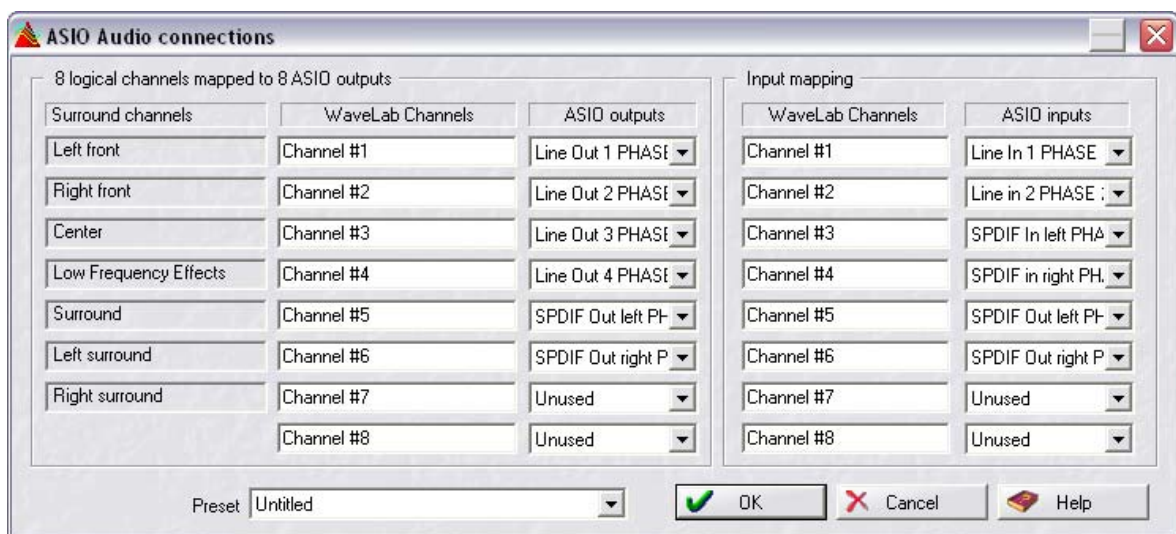 ASIO Audio connections
8 logical channels mapped to 8 ASIO outputs
Surround channels WaveLab Channels ASIO outputs
Left front Channel #1 Line Out 1 PHASE
Right front Channel #2 Line Out 2 PHASE
Center Channel #3 Line Out 3 PHASE
Low Frequency Effects Channel #4 Line Out 4 PHASE
Surround Channel #5 SPDIF Out left PH
Left surround Channel #6 SPDIF Out right P
Right surround Channel #7 Unused
Channel #8 Unused
Input mapping
WaveLab Channels ASIO inputs
Channel #1 Line In 1 PHASE
Channel #2 Line in 2 PHASE
Channel #3 SPDIF In left PHA
Channel #4 SPDIF in right PH
Channel #5 SPDIF Out left PH
Channel #6 SPDIF Out right P
Channel #7 Unused
Channel #8 Unused
Preset Untitled OK Cancel Help